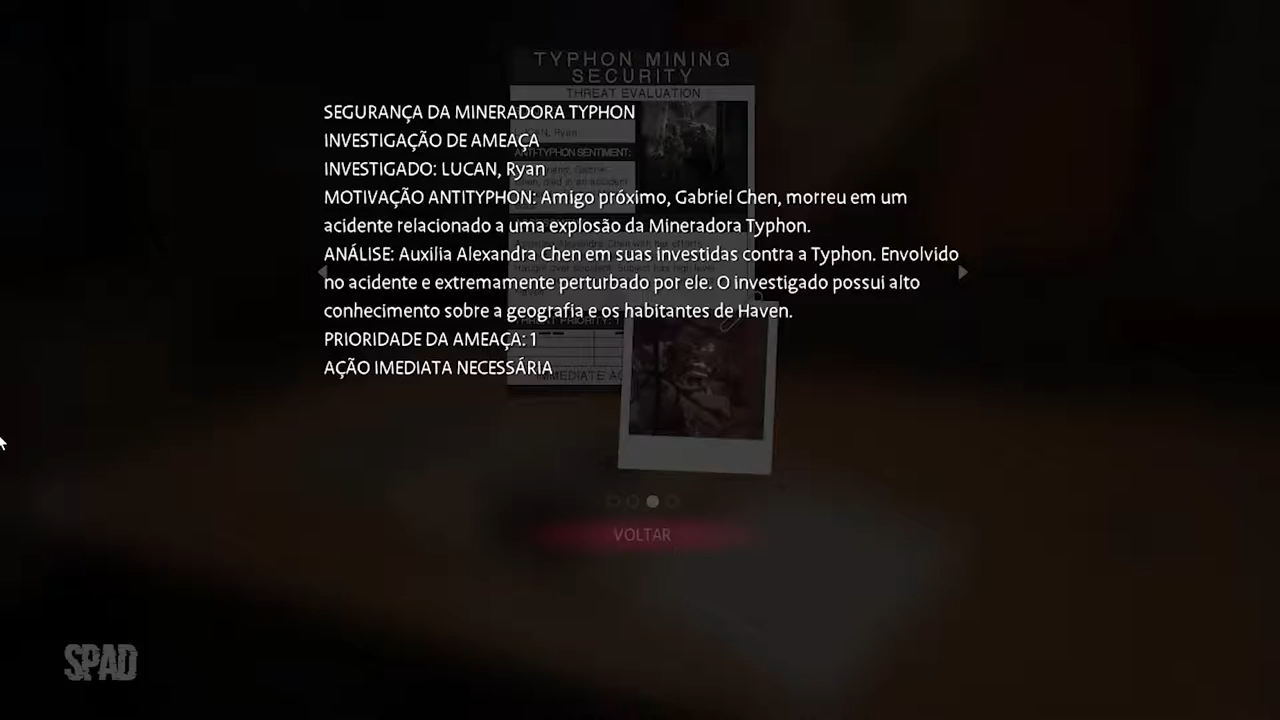 TYPHON MINING
SECURITY
THREAT EVALUATION
SEGURANÇA DA MINERADORA TYPHON
INVESTIGAÇÃO DE AMEAÇA
INVESTIGADO: LUCAN, Ryan
MOTIVAÇÃO ANTITYPHON: Amigo próximo, Gabriel Chen, morreu em um
acidente relacionado a uma explosão da Mineradora Typhon.
ANÁLISE: Auxilia Alexandra Chen em suas investidas contra a Typhon. Envolvido
no acidente e extremamente perturbado por ele. O investigado possui alto
conhecimento sobre a geografia e os habitantes de Haven.
PRIORIDADE DA AMEAÇA: 1
AÇÃO IMEDIATA NECESSÁRIA
VOLTAR
SPAD